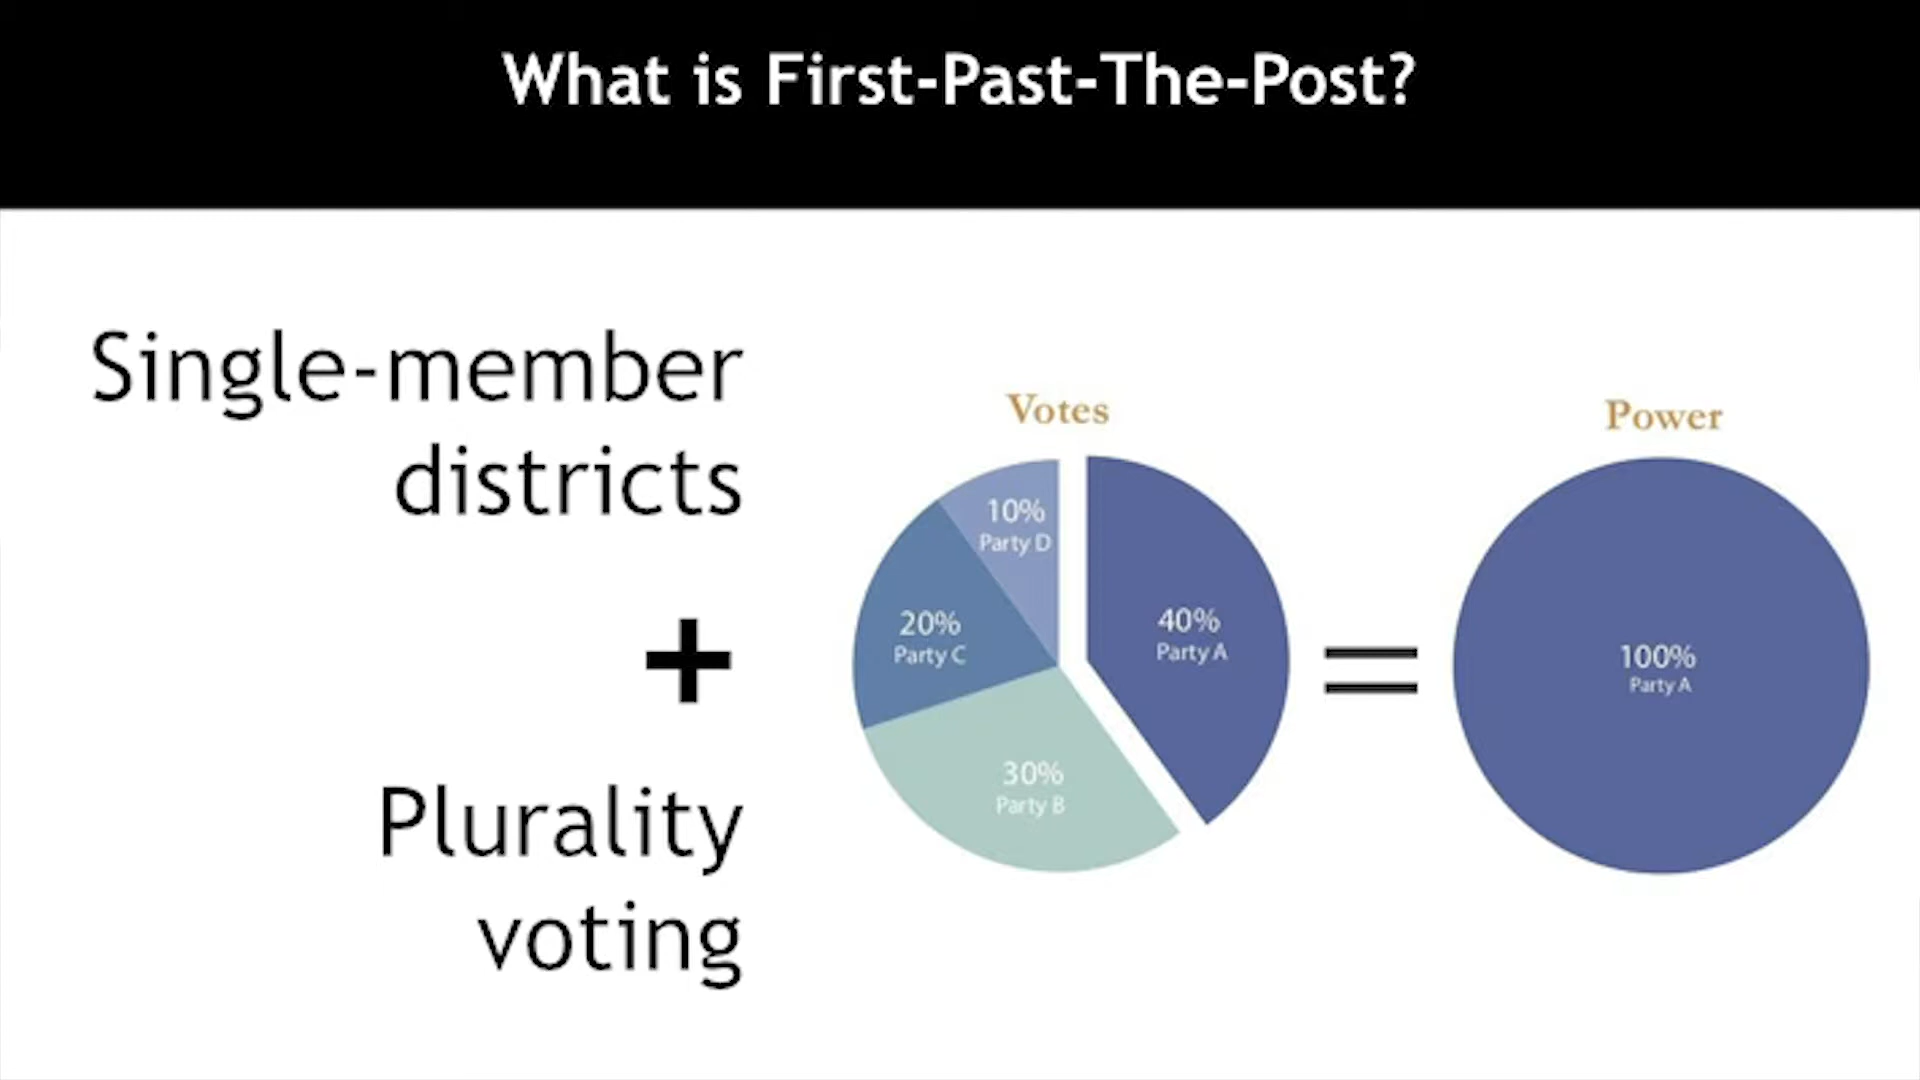 What is First-Past-The-Post?
Single-member
districts
+
Plurality
voting
Votes
10%
Party D
40%
Party A
20%
Party C
30%
Party B
=
Power
100%
Party A